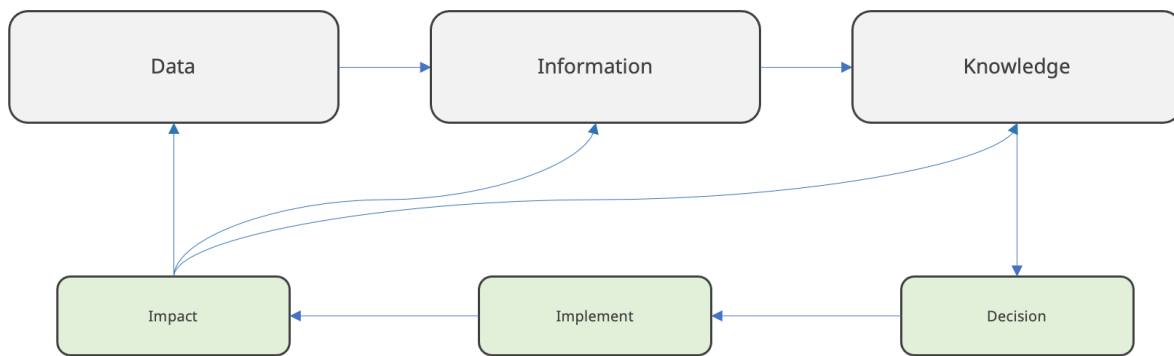 Data
Information
Knowledge
Impact
Implement
Decision